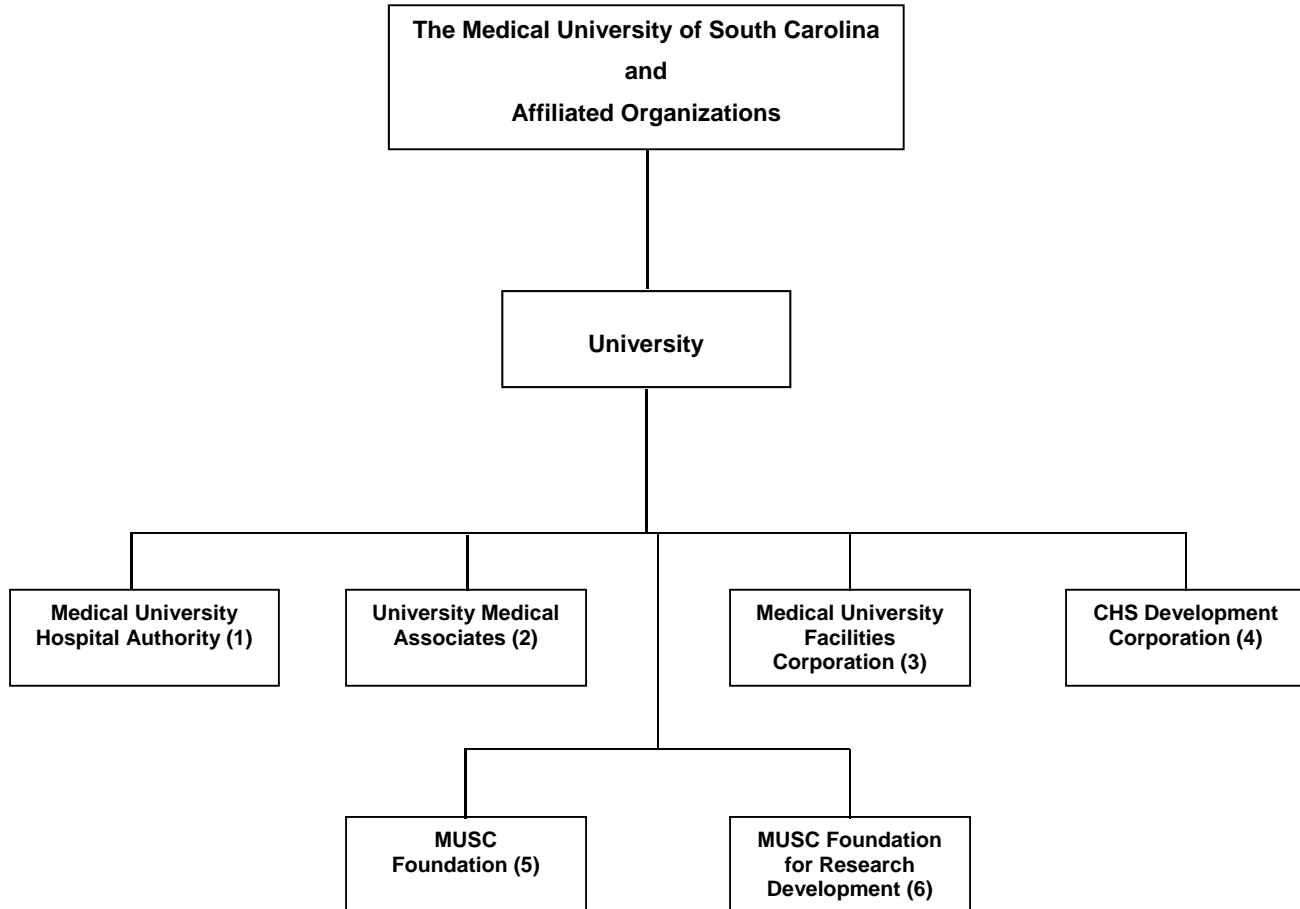 The Medical University of South Carolina
and
Affiliated Organizations
University
Medical University
Hospital Authority (1)
University Medical
Associates (2)
Medical University
Facilities
Corporation (3)
CHS Development
Corporation (4)
MUSC
Foundation (5)
MUSC Foundation
for Research
Development (6)